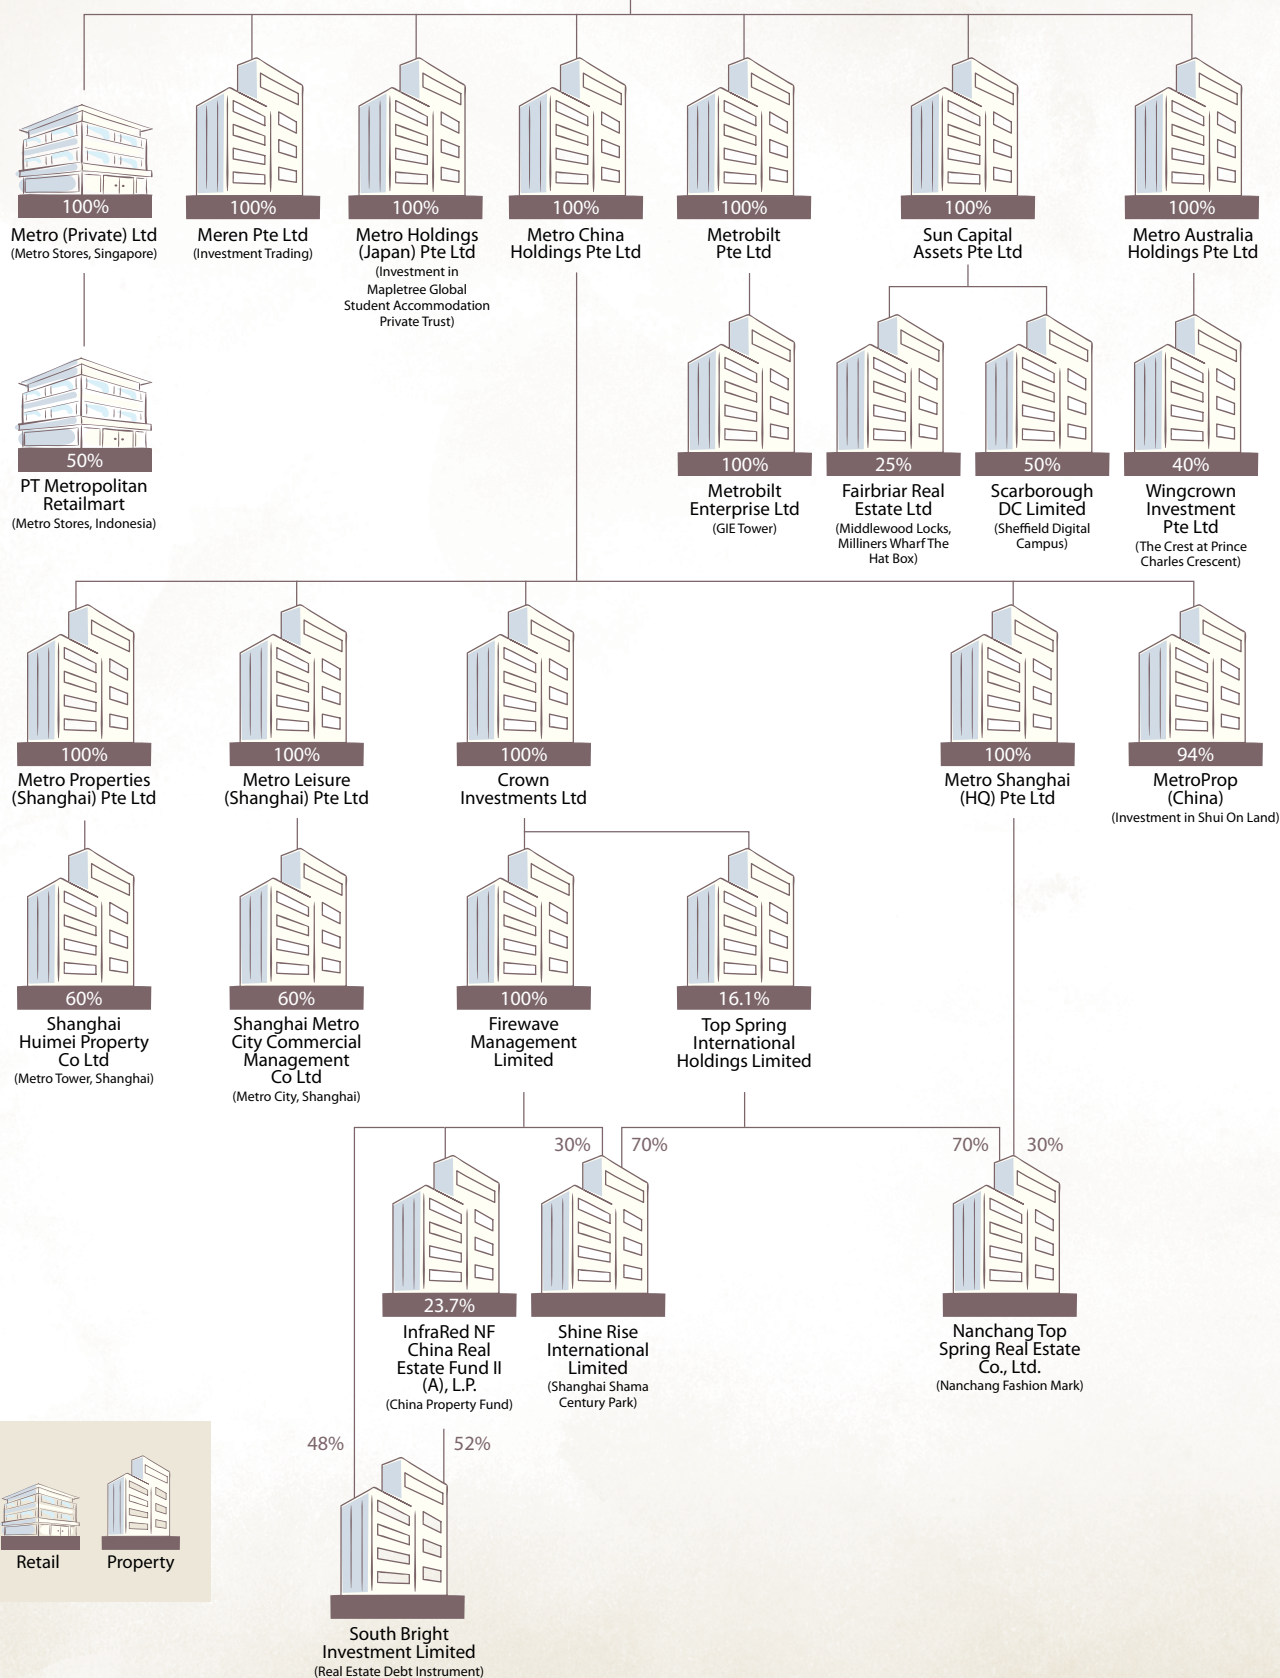 100%
Metro (Private) Ltd
(Metro Stores, Singapore)
100%
Meren Pte Ltd
(Investment Trading)
100%
Metro Holdings
(Japan) Pte Ltd
(Investment in
Mapletree Global
Student Accommodation
Private Trust)
100%
Metro China
Holdings Pte Ltd
100%
Metrobilt
Pte Ltd
100%
Sun Capital
Assets Pte Ltd
100%
Metro Australia
Holdings Pte Ltd
50%
PT Metropolitan
Retailmart
(Metro Stores, Indonesia)
100%
Metrobilt
Enterprise Ltd
(GIE Tower)
25%
Fairbriar Real
Estate Ltd
(Middlewood Locks,
Milliners Wharf The
Hat Box)
50%
Scarborough
DC Limited
(Sheffield Digital
Campus)
40%
Wingcrown
Investment
Pte Ltd
(The Crest at Prince
Charles Crescent)
100%
Metro Properties
(Shanghai) Pte Ltd
100%
Metro Leisure
(Shanghai) Pte Ltd
100%
Crown
Investments Ltd
100%
Metro Shanghai
(HQ) Pte Ltd
94%
MetroProp
(China)
(Investment in Shui On Land)
60%
Shanghai
Huimei Property
Co Ltd
(Metro Tower, Shanghai)
60%
Shanghai Metro
City Commercial
Management
Co Ltd
(Metro City, Shanghai)
100%
Firewave
Management
Limited
16.1%
Top Spring
International
Holdings Limited
30%
70%
70%
30%
23.7%
InfraRed NF
China Real
Estate Fund II
(A), L.P.
(China Property Fund)
Shine Rise
International
Limited
(Shanghai Shama
Century Park)
Nanchang Top
Spring Real Estate
Co., Ltd.
(Nanchang Fashion Mark)
48%
52%
South Bright
Investment Limited
(Real Estate Debt Instrument)
Retail
Property